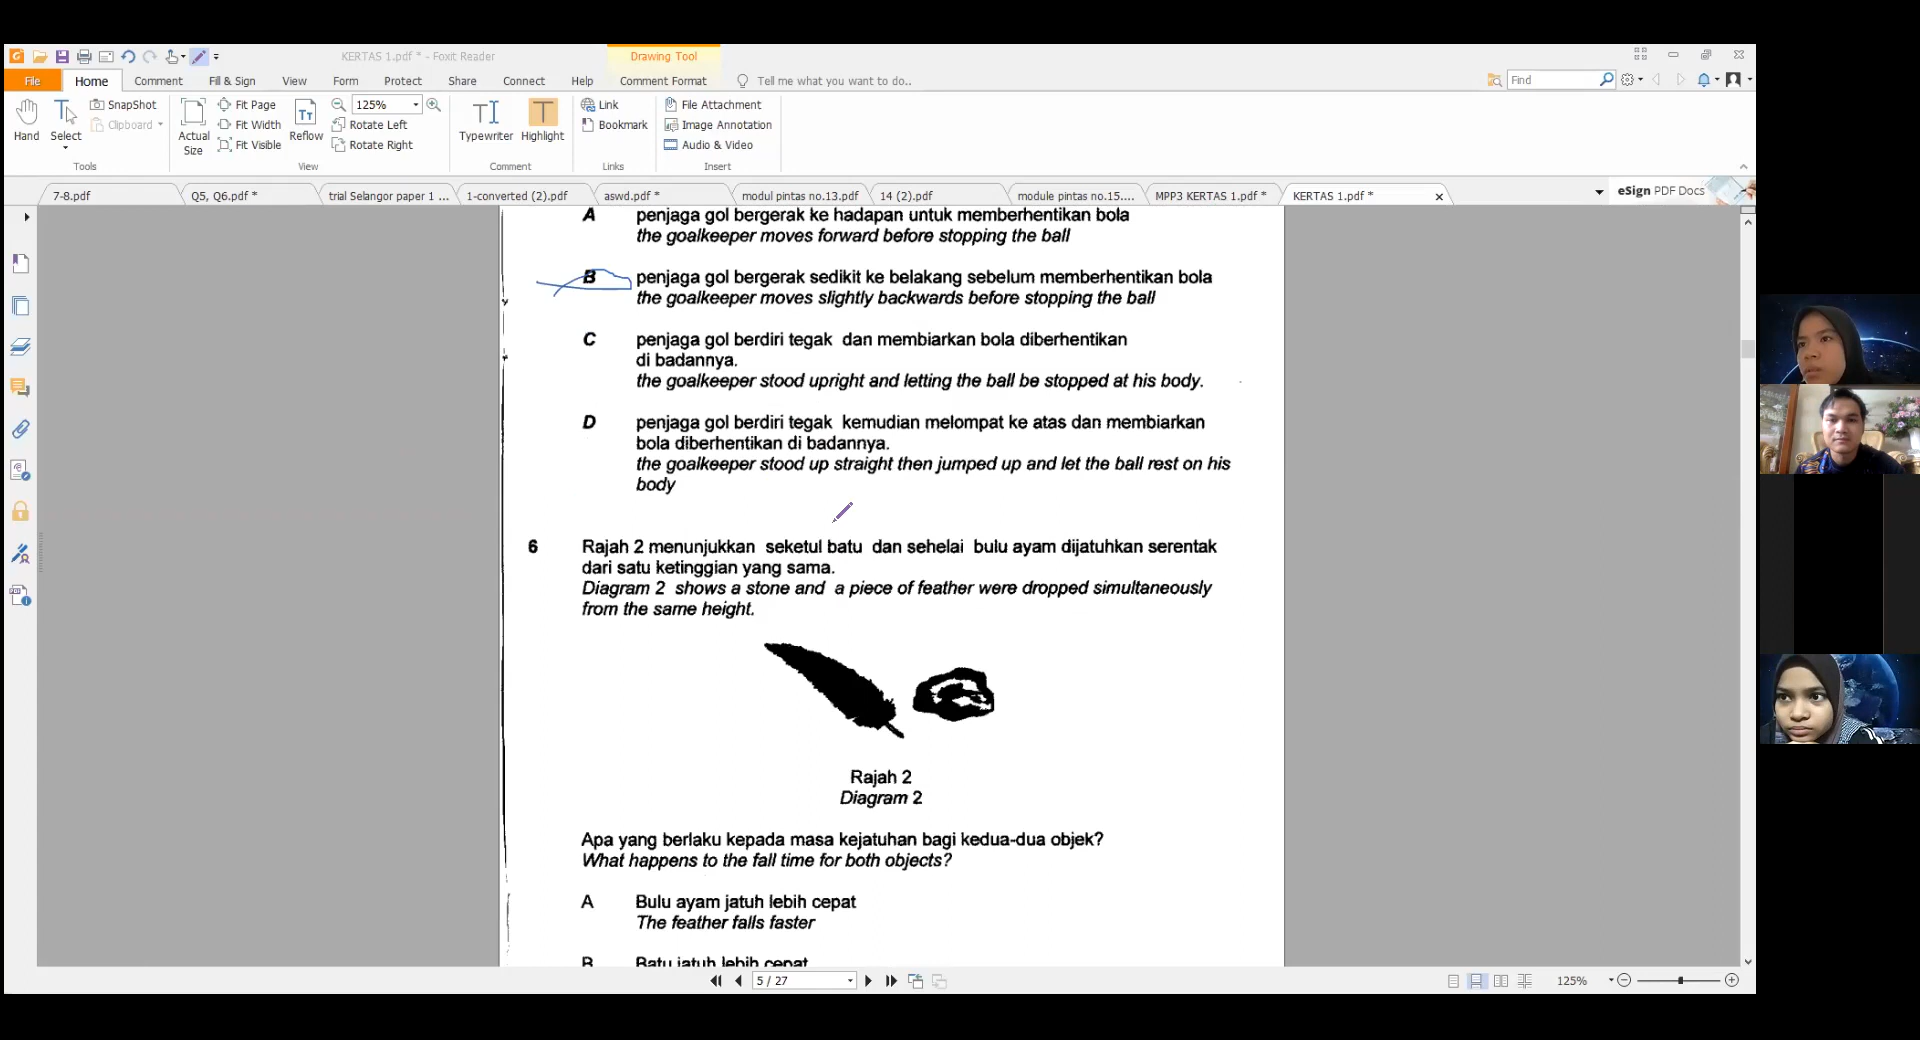 KERTAS 1.pdf * - Foxit Reader
Drawing Tool
File
Home
Comment
Fill & Sign
View
Form
Protect
Share
Connect
Help
Comment Format
Tell me what you want to do..
Find
Hand
Select
SnapShot
Clipboard
Tools
Actual
Size
Fit Page
Fit Width
Fit Visible
Reflow
125%
Rotate Left
Rotate Right
View
Typewriter
Highlight
Comment
Link
Bookmark
Links
File Attachment
Image Annotation
Audio & Video
Insert
7-8.pdf
Q5, Q6.pdf *
trial Selangor paper 1 ...
1-converted (2).pdf
aswd.pdf *
modul pintas no.13.pdf
14 (2).pdf
module pintas no.15....
MPP3 KERTAS 1.pdf *
KERTAS 1.pdf *
eSign PDF Docs
A penjaga gol bergerak ke hadapan untuk memberhentikan bola
the goalkeeper moves forward before stopping the ball
B penjaga gol bergerak sedikit ke belakang sebelum memberhentikan bola
the goalkeeper moves slightly backwards before stopping the ball
C penjaga gol berdiri tegak dan membiarkan bola diberhentikan
di badannya.
the goalkeeper stood upright and letting the ball be stopped at his body.
D penjaga gol berdiri tegak kemudian melompat ke atas dan membiarkan
bola diberhentikan di badannya.
the goalkeeper stood up straight then jumped up and let the ball rest on his
body
6 Rajah 2 menunjukkan seketul batu dan sehelai bulu ayam dijatuhkan serentak
dari satu ketinggian yang sama.
Diagram 2 shows a stone and a piece of feather were dropped simultaneously
from the same height.
Rajah 2
Diagram 2
Apa yang berlaku kepada masa kejatuhan bagi kedua-dua objek?
What happens to the fall time for both objects?
A Bulu ayam jatuh lebih cepat
The feather falls faster
B Batu jatuh lebih cepat
5 / 27
125%